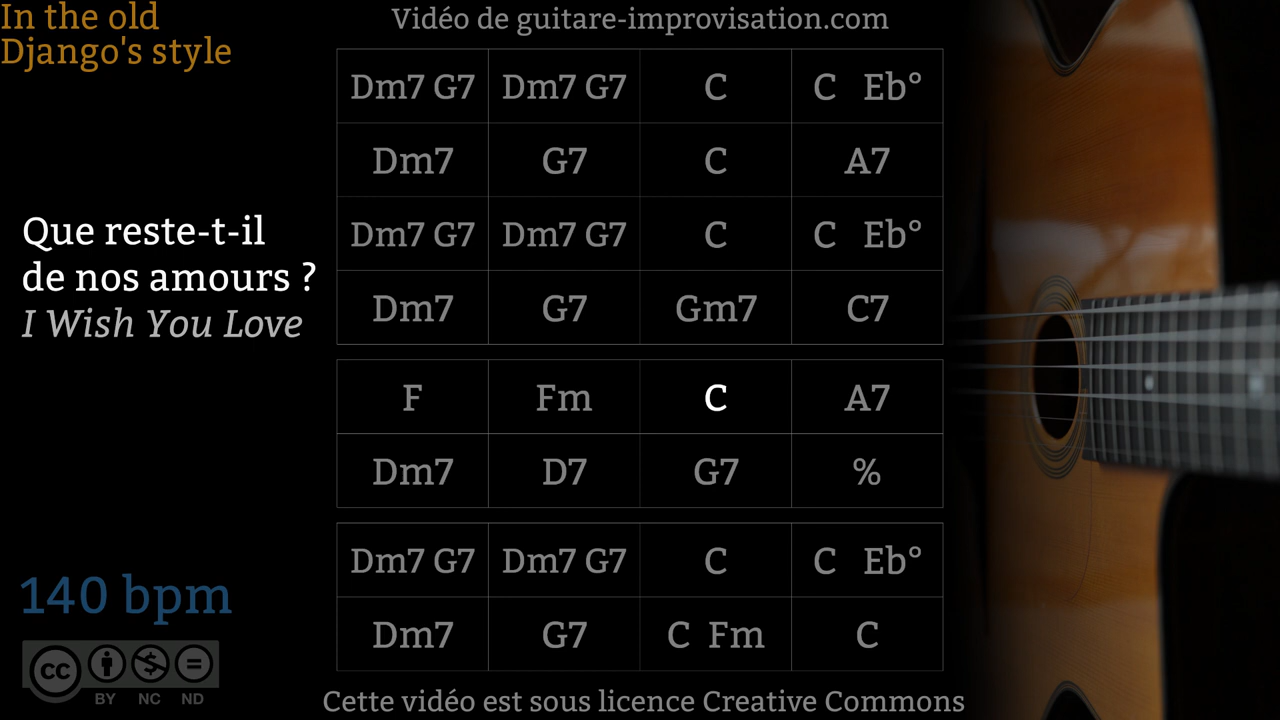 In the old
Django's style
Vidéo de guitare-improvisation.com
Dm7 G7 Dm7 G7 C C Eb°
Dm7 G7 C A7
Que reste-t-il
de nos amours ?
I Wish You Love
Dm7 G7 Dm7 G7 C C Eb°
Dm7 G7 Gm7 C7
F Fm C A7
Dm7 D7 G7 %
Dm7 G7 Dm7 G7 C C Eb°
Dm7 G7 C Fm C
140 bpm
cc
BY NC ND
Cette vidéo est sous licence Creative Commons